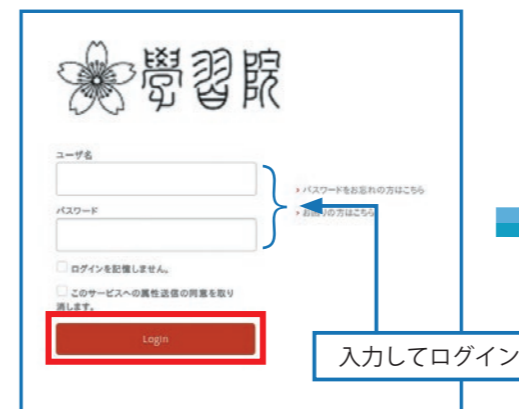 學習院
ユーザ名
パスワード
› パスワードをお忘れの方はこちら
› お困りの方はこちら
ログインを記憶しません。
このサービスへの属性送信の同意を取り
消します。
Login
入力してログイン